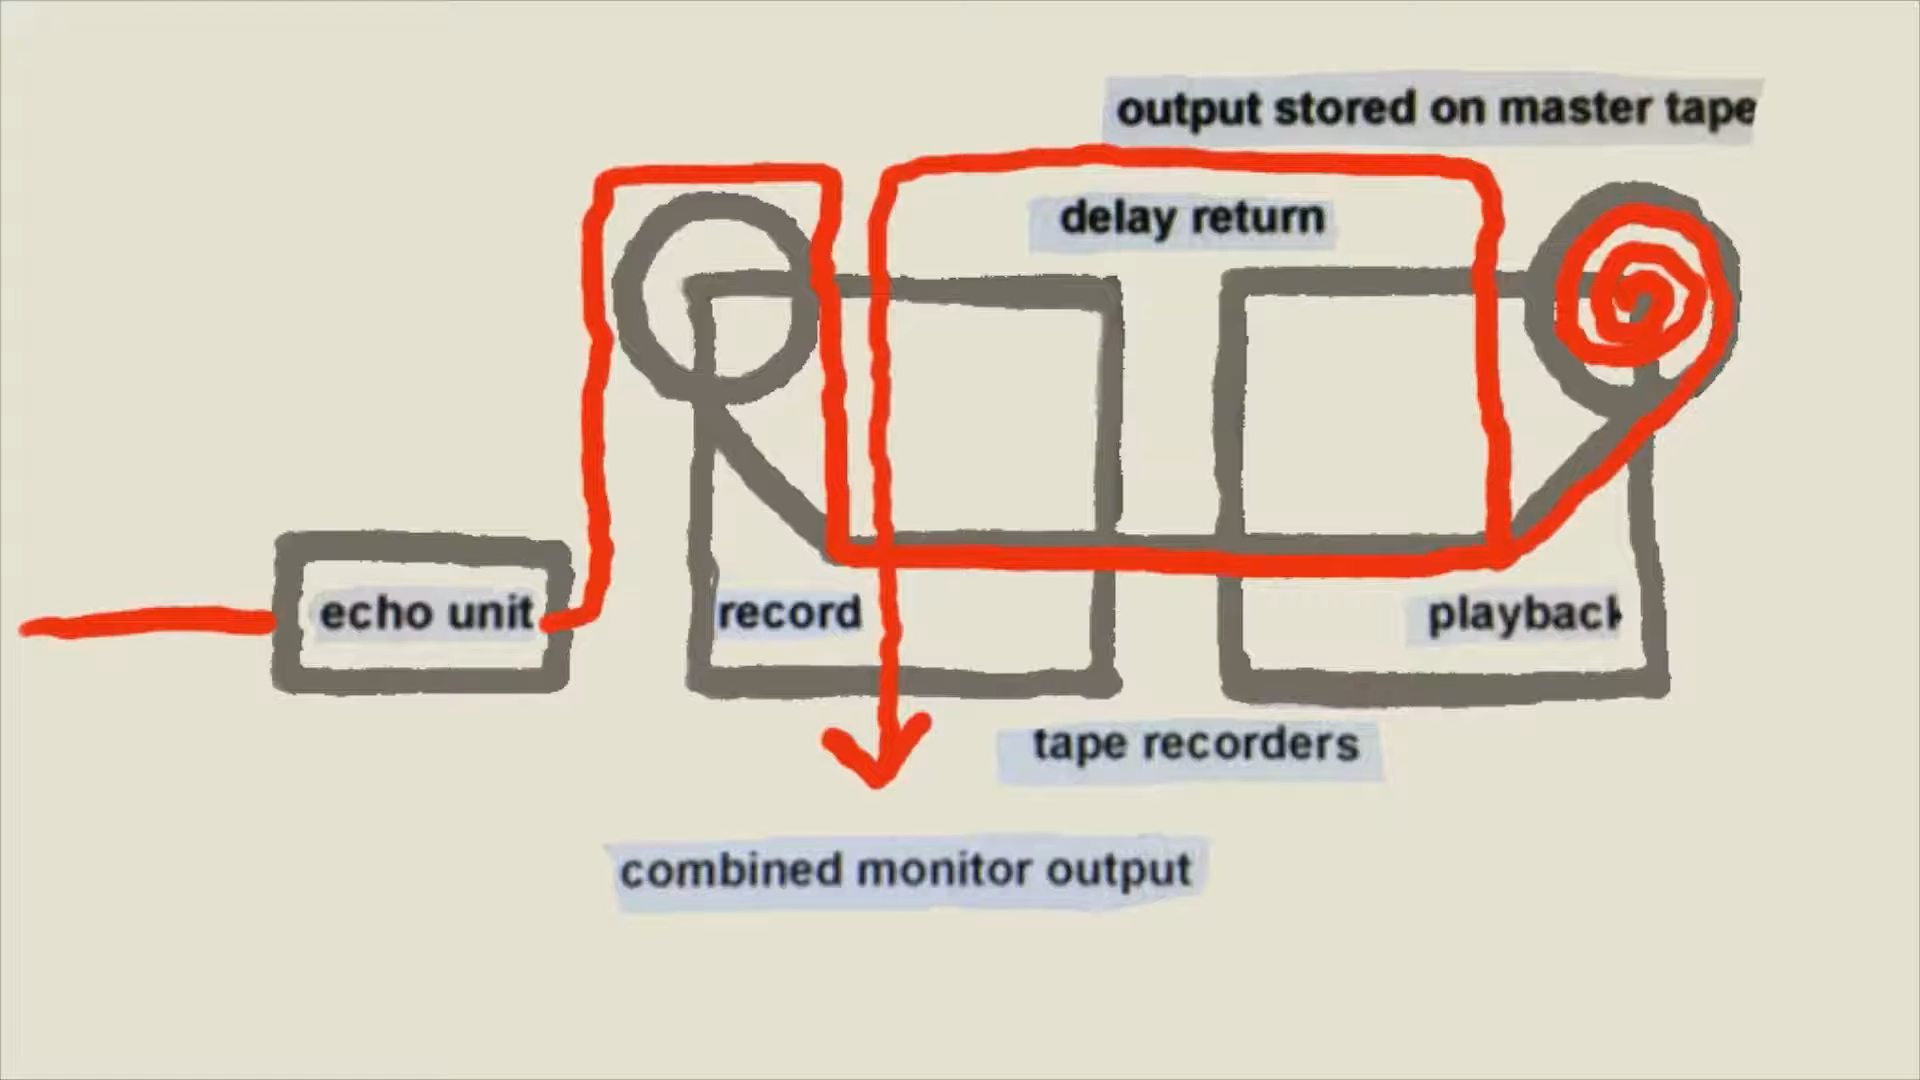 output stored on master tape
delay return
echo unit
record
playback
tape recorders
combined monitor output